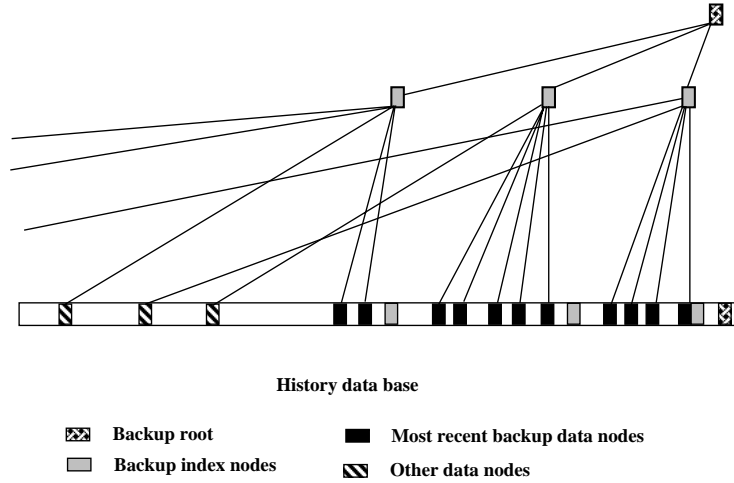 History data base
Backup root
Most recent backup data nodes
Backup index nodes
Other data nodes